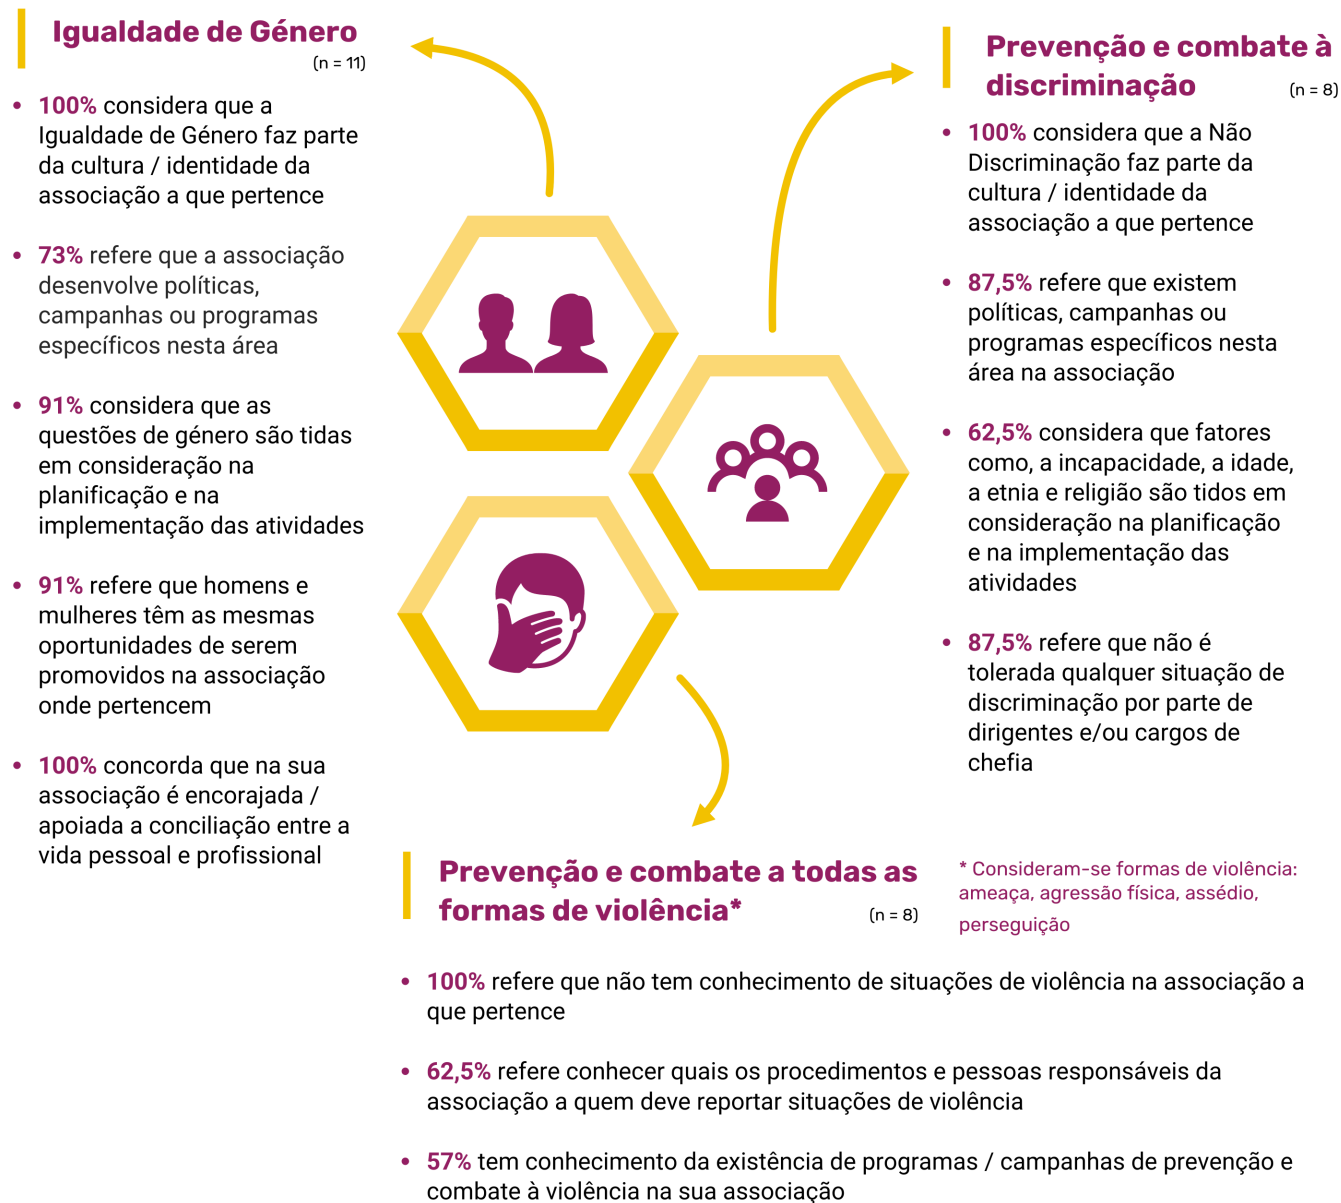 Igualdade de Género
(n = 11)
• 100% considera que a
Igualdade de Género faz parte
da cultura / identidade da
associação a que pertence
• 73% refere que a associação
desenvolve políticas,
campanhas ou programas
específicos nesta área
• 91% considera que as
questões de género são tidas
em consideração na
planificação e na
implementação das atividades
• 91% refere que homens e
mulheres têm as mesmas
oportunidades de serem
promovidos na associação
onde pertencem
• 100% concorda que na sua
associação é encorajada /
apoiada a conciliação entre a
vida pessoal e profissional
Prevenção e combate à
discriminação (n = 8)
• 100% considera que a Não
Discriminação faz parte da
cultura / identidade da
associação a que pertence
• 87,5% refere que existem
políticas, campanhas ou
programas específicos nesta
área na associação
• 62,5% considera que fatores
como, a incapacidade, a idade,
a etnia e religião são tidos em
consideração na planificação
e na implementação das
atividades
• 87,5% refere que não é
tolerada qualquer situação de
discriminação por parte de
dirigentes e/ou cargos de
chefia
Prevenção e combate a todas as
formas de violência* (n = 8)
* Consideram-se formas de violência:
ameaça, agressão física, assédio,
perseguição
• 100% refere que não tem conhecimento de situações de violência na associação a
que pertence
• 62,5% refere conhecer quais os procedimentos e pessoas responsáveis da
associação a quem deve reportar situações de violência
• 57% tem conhecimento da existência de programas / campanhas de prevenção e
combate à violência na sua associação